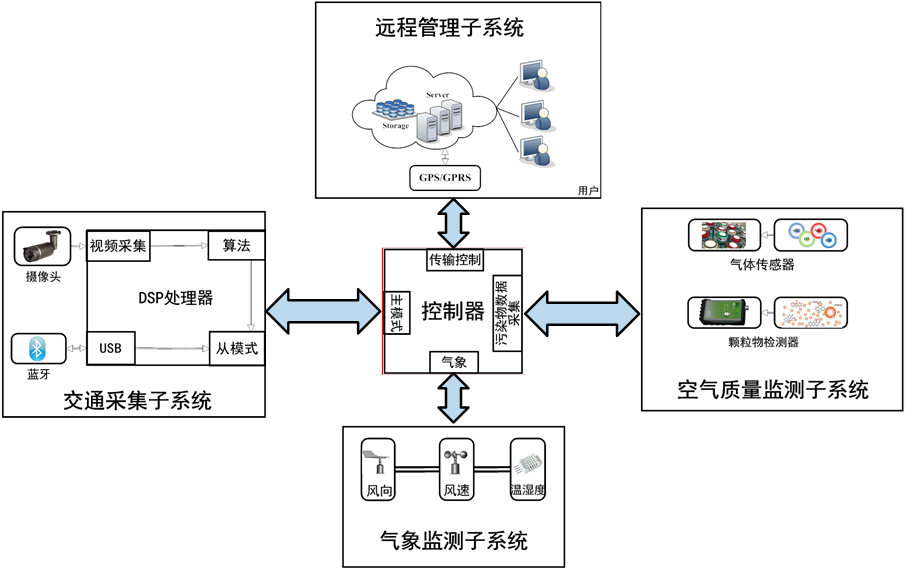 远程管理子系统
Server
Storage
GPS/GPRS
用户
摄像头
视频采集
算法
DSP处理器
蓝牙
USB
从模式
交通采集子系统
传输控制
主模式
控制器
污染物数据
采集
气象
气体传感器
颗粒物检测器
空气质量监测子系统
风向
风速
温湿度
气象监测子系统